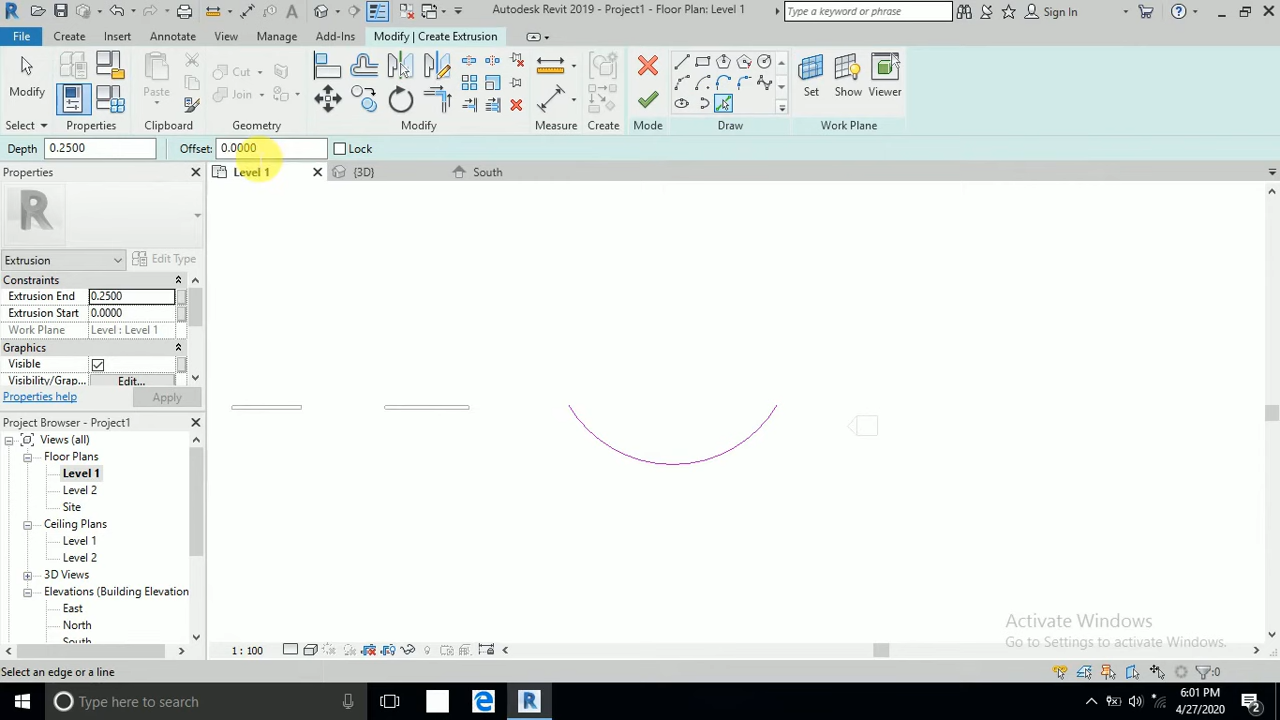 Autodesk Revit 2019 - Project1 - Floor Plan: Level 1
Type here a keyword or phrase
Sign In
File
Create
Insert
Annotate
View
Manage
Add-Ins
Modify | Create Extrusion
Modify
Paste
Cut
Join
Set
Show
Viewer
Select
Properties
Clipboard
Geometry
Modify
Measure
Create
Mode
Draw
Work Plane
Depth 0.2500
Offset: 0.0000
Lock
Properties
Level 1
{3D}
South
Extrusion
Edit Type
Constraints
Extrusion End 0.2500
Extrusion Start 0.0000
Work Plane Level : Level 1
Graphics
Visible
Visibility/Grap... Edit...
Properties help
Apply
Project Browser - Project1
Views (all)
Floor Plans
Level 1
Level 2
Site
Ceiling Plans
Level 1
Level 2
3D Views
Elevations (Building Elevation
East
North
South
Activate Windows
Go to Settings to activate Windows.
1 : 100
Select an edge or a line
:0
Type here to search
6:01 PM
4/27/2020
2